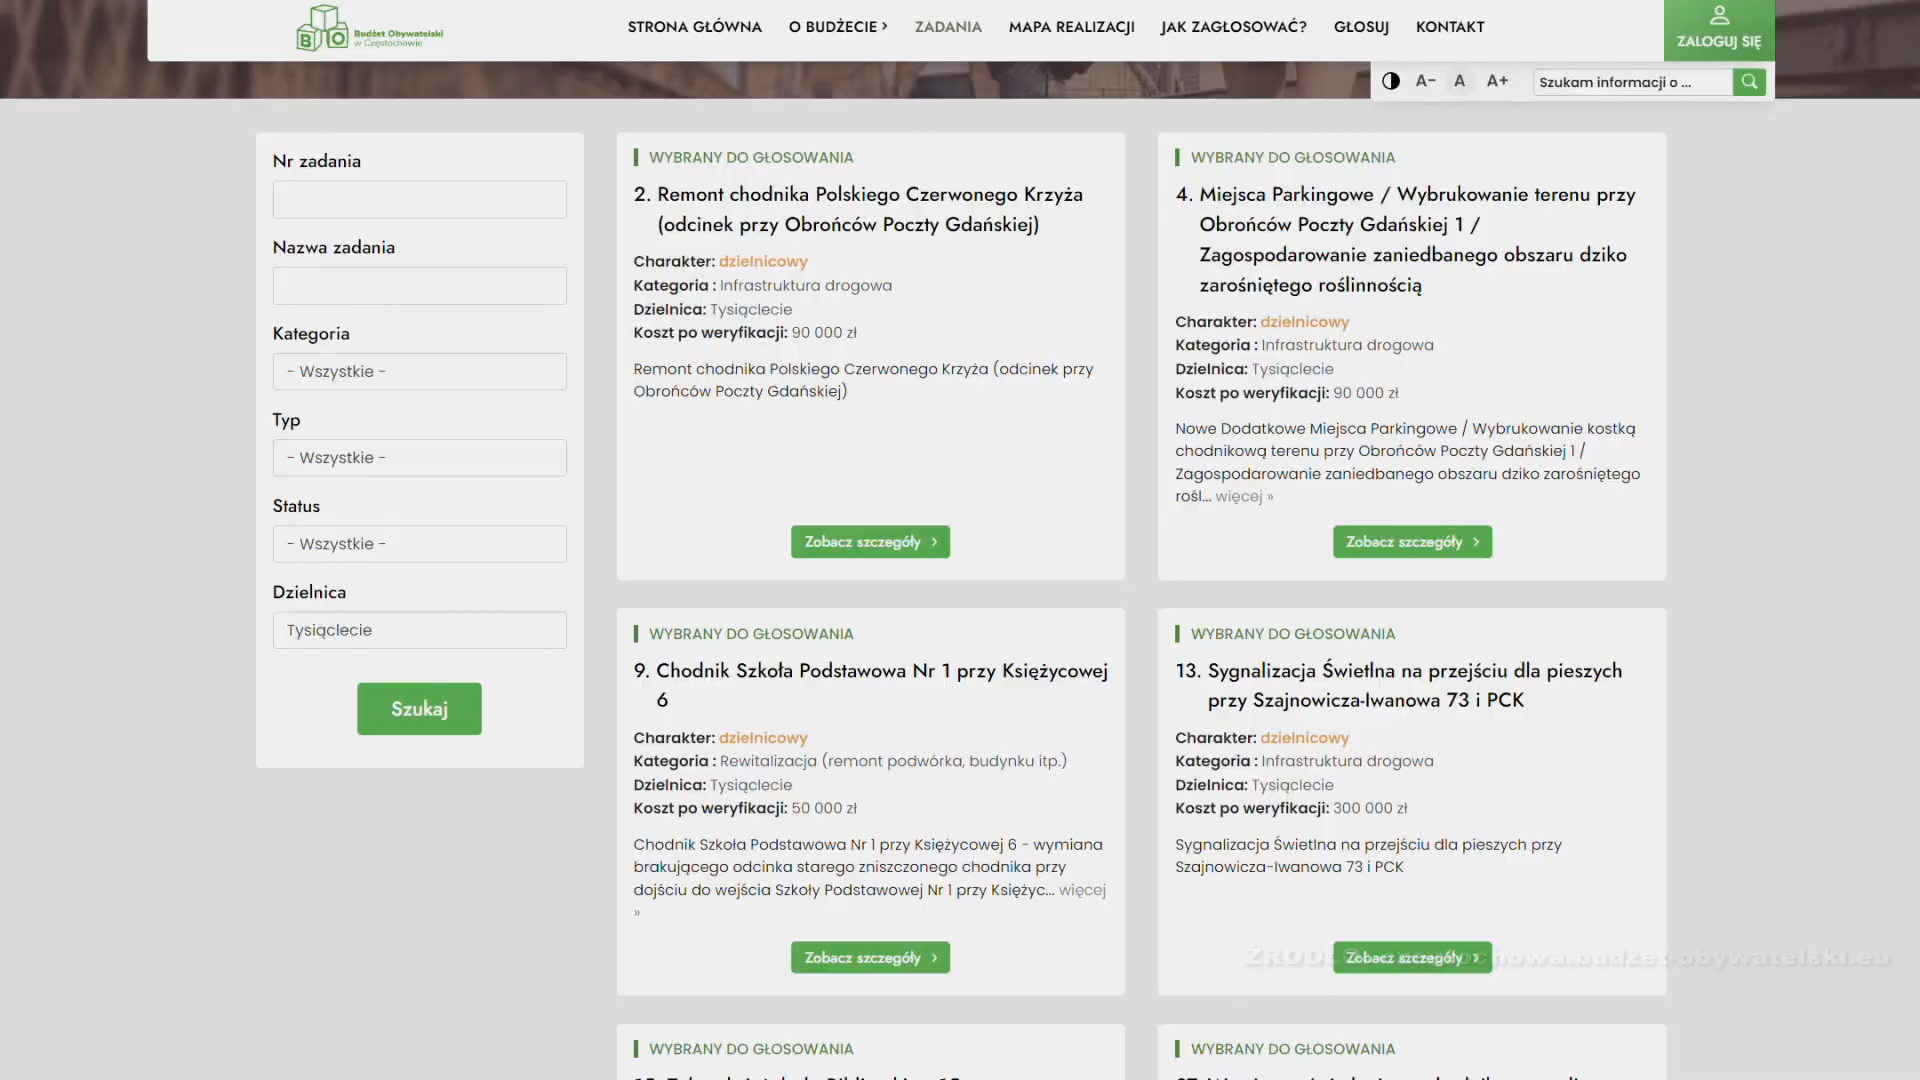 Budżet Obywatelski
w Częstochowie
STRONA GŁÓWNA
O BUDŻECIE
ZADANIA
MAPA REALIZACJI
JAK ZAGŁOSOWAĆ?
GŁOSUJ
KONTAKT
ZALOGUJ SIĘ
A-
A
A+
Szukam informacji o ...
Nr zadania
Nazwa zadania
Kategoria
- Wszystkie -
Typ
- Wszystkie -
Status
- Wszystkie -
Dzielnica
Tysiąclecie
Szukaj
WYBRANY DO GŁOSOWANIA
2. Remont chodnika Polskiego Czerwonego Krzyża
(odcinek przy Obrońców Poczty Gdańskiej)
Charakter: dzielnicowy
Kategoria : Infrastruktura drogowa
Dzielnica: Tysiąclecie
Koszt po weryfikacji: 90 000 zł
Remont chodnika Polskiego Czerwonego Krzyża (odcinek przy
Obrońców Poczty Gdańskiej)
Zobacz szczegóły >
WYBRANY DO GŁOSOWANIA
4. Miejsca Parkingowe / Wybrukowanie terenu przy
Obrońców Poczty Gdańskiej 1 /
Zagospodarowanie zaniedbanego obszaru dziko
zarośniętego roślinnością
Charakter: dzielnicowy
Kategoria : Infrastruktura drogowa
Dzielnica: Tysiąclecie
Koszt po weryfikacji: 90 000 zł
Nowe Dodatkowe Miejsca Parkingowe / Wybrukowanie kostką
chodnikową terenu przy Obrońców Poczty Gdańskiej 1 /
Zagospodarowanie zaniedbanego obszaru dziko zarośniętego
rośl... więcej »
Zobacz szczegóły >
WYBRANY DO GŁOSOWANIA
9. Chodnik Szkoła Podstawowa Nr 1 przy Księżycowej
6
Charakter: dzielnicowy
Kategoria : Rewitalizacja (remont podwórka, budynku itp.)
Dzielnica: Tysiąclecie
Koszt po weryfikacji: 50 000 zł
Chodnik Szkoła Podstawowa Nr 1 przy Księżycowej 6 - wymiana
brakującego odcinka starego zniszczonego chodnika przy
dojściu do wejścia Szkoły Podstawowej Nr 1 przy Księżyc... więcej
»
Zobacz szczegóły >
WYBRANY DO GŁOSOWANIA
13. Sygnalizacja Świetlna na przejściu dla pieszych
przy Szajnowicza-Iwanowa 73 i PCK
Charakter: dzielnicowy
Kategoria : Infrastruktura drogowa
Dzielnica: Tysiąclecie
Koszt po weryfikacji: 300 000 zł
Sygnalizacja Świetlna na przejściu dla pieszych przy
Szajnowicza-Iwanowa 73 i PCK
Zobacz szczegóły >
WYBRANY DO GŁOSOWANIA
WYBRANY DO GŁOSOWANIA